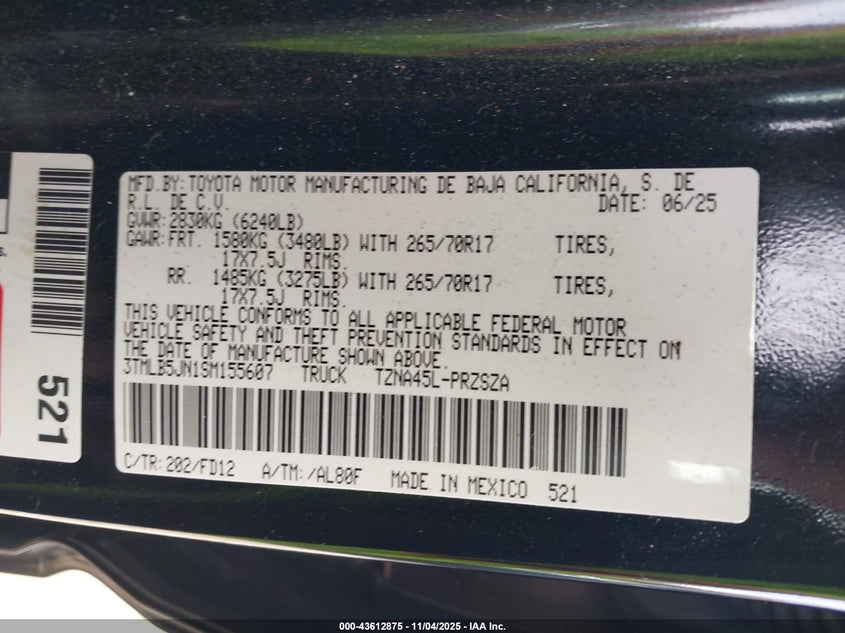 MFD.BY:TOYOTA MOTOR MANUFACTURING DE BAJA CALIFORNIA, S. DE
R.L. DE C.V. DATE: 06/25
GVWR:2830KG (6240LB)
GAWR:FRT. 1580KG (3480LB) WITH 265/70R17 TIRES,
17X7.5J RIMS.
RR. 1485KG (3275LB) WITH 265/70R17 TIRES,
17X7.5J RIMS.
THIS VEHICLE CONFORMS TO ALL APPLICABLE FEDERAL MOTOR
VEHICLE SAFETY AND THEFT PREVENTION STANDARDS IN EFFECT ON
THE DATE OF MANUFACTURE SHOWN ABOVE.
3TMLB5JN1SM155607 TRUCK TZNA45L-PRZSZA
C/TR:202/FD12 A/TM:/AL80F MADE IN MEXICO 521
521
000-43612875 - 11/04/2025 - IAA Inc.